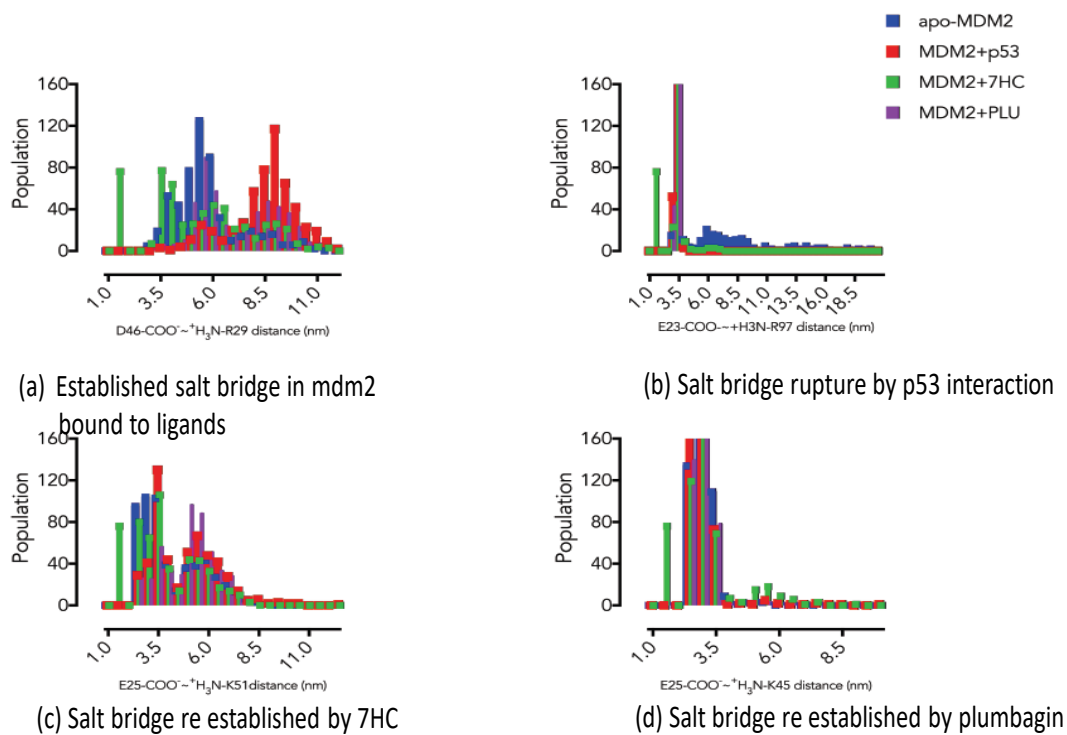 apo-MDM2
MDM2+p53
MDM2+7HC
MDM2+PLU
160
120
80
40
0
Population
1.0
3.5
6.0
8.5
11.0
D46-COO⁻~⁺H₃N-R29 distance (nm)
160
120
80
40
0
Population
1.0
3.5
6.0
8.5
11.0
13.5
16.0
18.5
E23-COO-~+H3N-R97 distance (nm)
(a) Established salt bridge in mdm2
bound to ligands
(b) Salt bridge rupture by p53 interaction
160
120
80
40
0
Population
1.0
3.5
6.0
8.5
11.0
E25-COO⁻~⁺H₃N-K51distance (nm)
160
120
80
40
0
Population
1.0
3.5
6.0
8.5
E25-COO⁻~⁺H₃N-K45 distance (nm)
(c) Salt bridge re established by 7HC
(d) Salt bridge re established by plumbagin